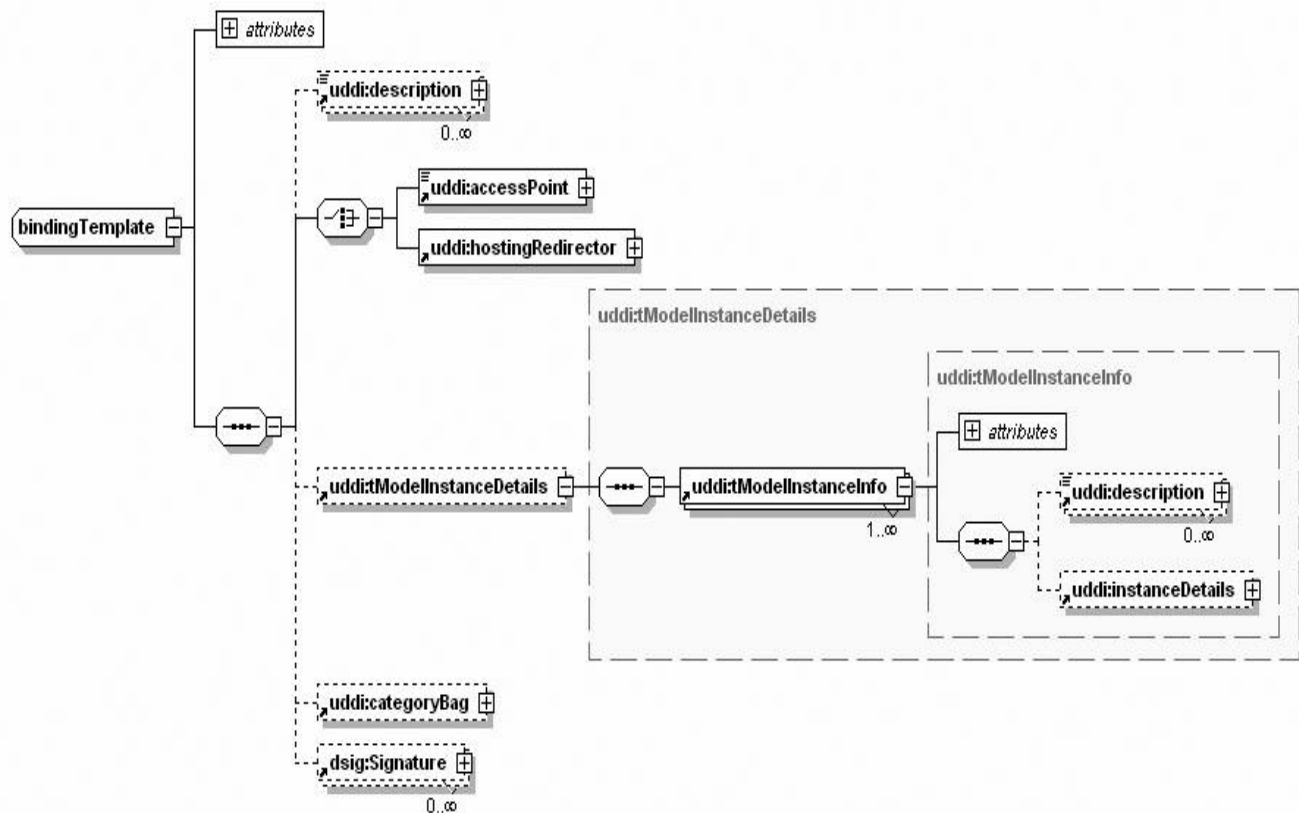 attributes
uddi:description
0..∞
uddi:accessPoint
bindingTemplate
uddi:hostingRedirector
uddi:tModelInstanceDetails
uddi:tModelInstanceInfo
attributes
uddi:tModelInstanceDetails
uddi:tModelInstanceInfo
1..∞
uddi:description
0..∞
uddi:instanceDetails
uddi:categoryBag
dsig:Signature
0..∞